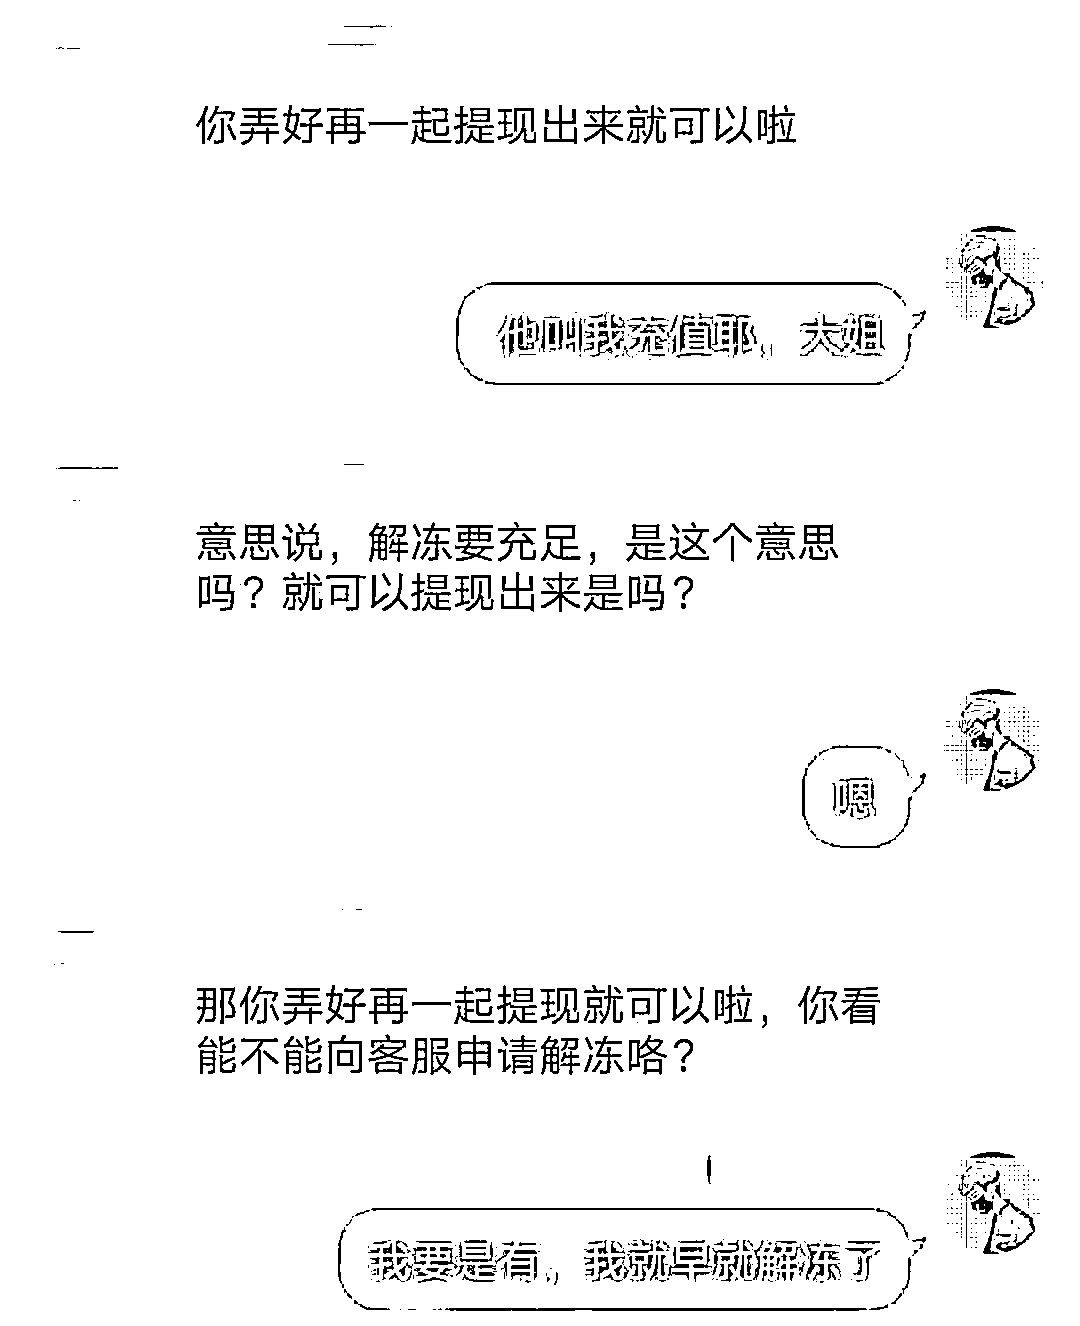 你弄好再一起提现出来就可以啦
他叫我充值耶，大姐
意思说，解冻要充足，是这个意思
吗？就可以提现出来是吗？
嗯
那你弄好再一起提现就可以啦，你看
能不能向客服申请解冻咯？
我要是有，我就早就解冻了